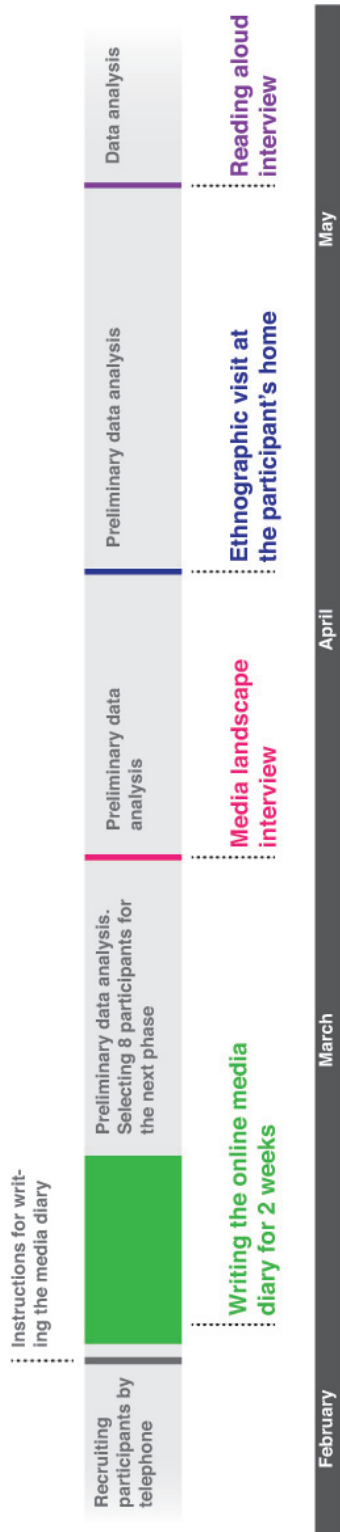 Instructions for writ-
ing the media diary
Recruiting
participants by
telephone
Preliminary data analysis.
Selecting 8 participants for
the next phase
Preliminary data
analysis
Preliminary data analysis
Data analysis
Writing the online media
diary for 2 weeks
Media landscape
interview
Ethnographic visit at
the participant's home
Reading aloud
interview
February
March
April
May